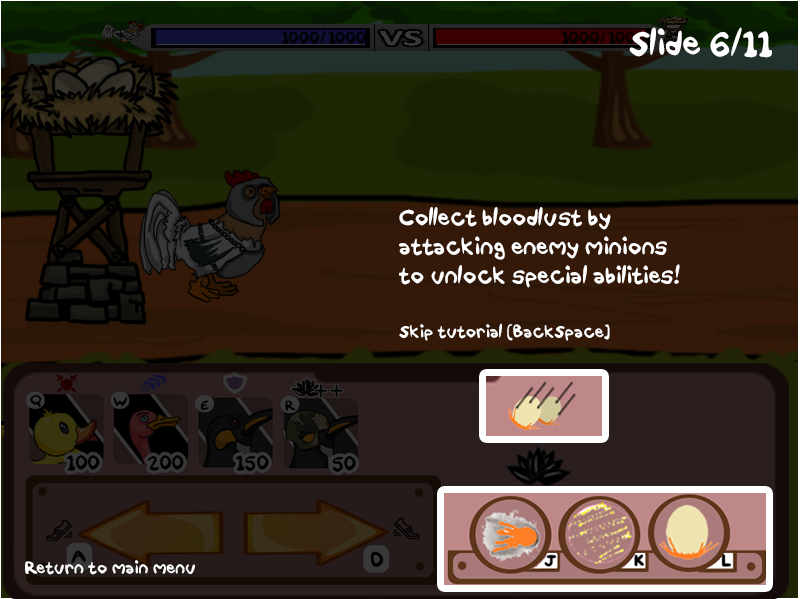 1000/1000 VS 1000/1000
Slide 6/11
Collect bloodlust by
attacking enemy minions
to unlock special abilities!
Skip tutorial [BackSpace]
++
Q W E R
100 200 150 50
J K L
A D
Return to main menu